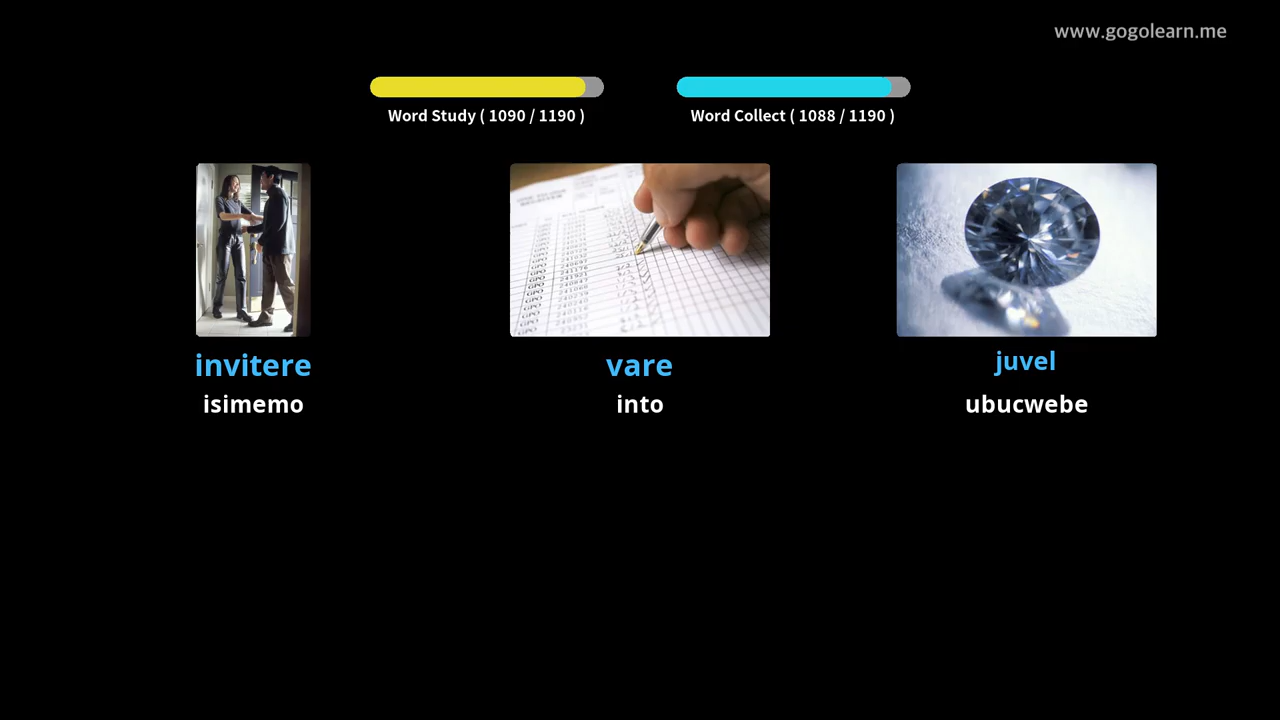 www.gogolearn.me
Word Study ( 1090 / 1190 )
Word Collect ( 1088 / 1190 )
invitere
vare
juvel
isimemo
into
ubucwebe